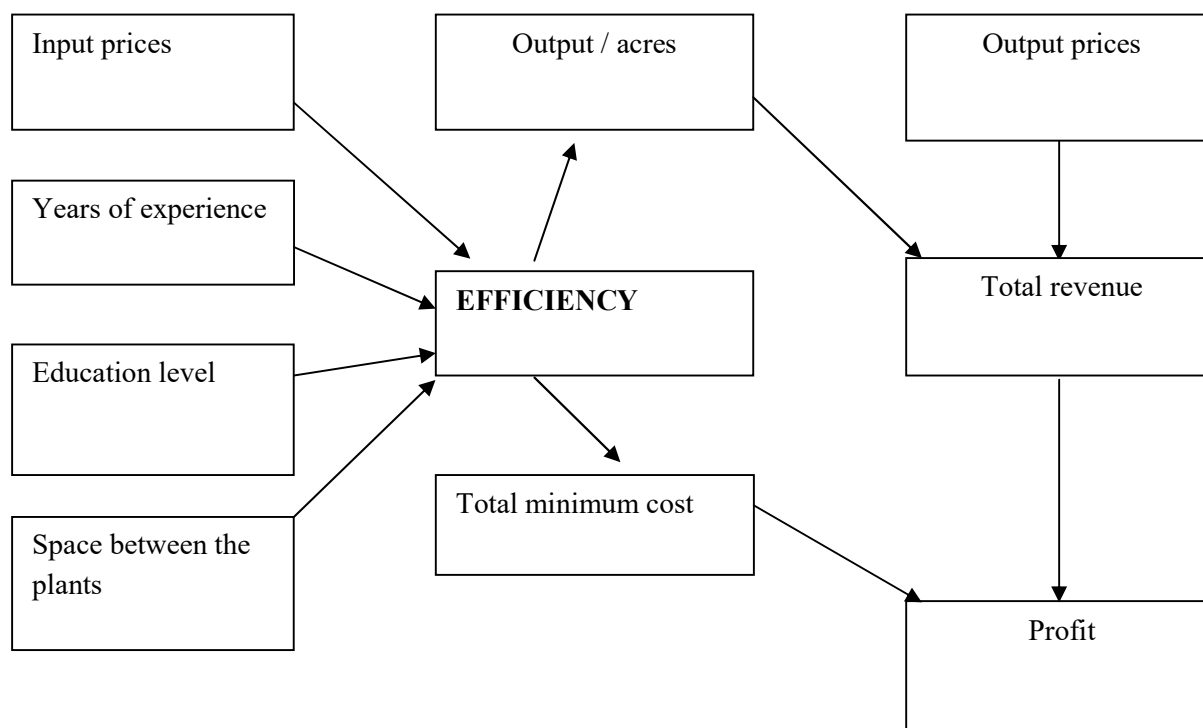 Input prices
Output / acres
Output prices
Years of experience
EFFICIENCY
Total revenue
Education level
Total minimum cost
Space between the
plants
Profit